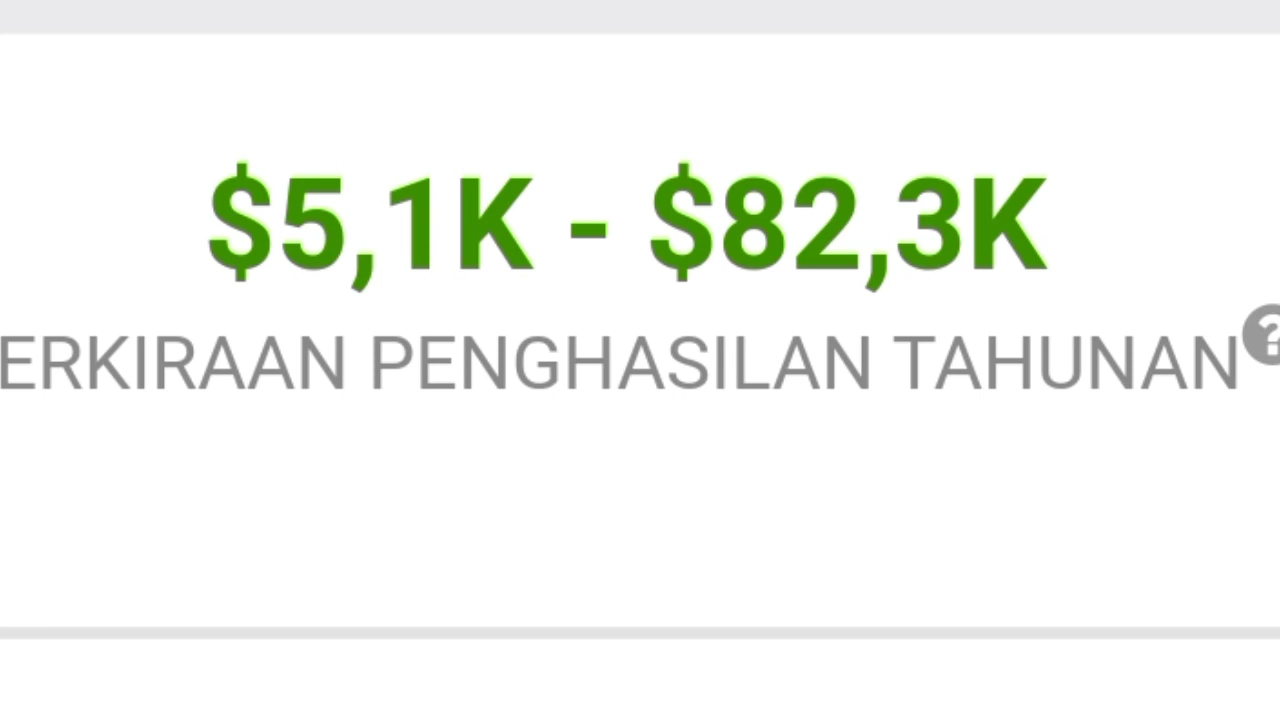 $5,1K - $82,3K
ERKIRAAN PENGHASILAN TAHUNAN ?